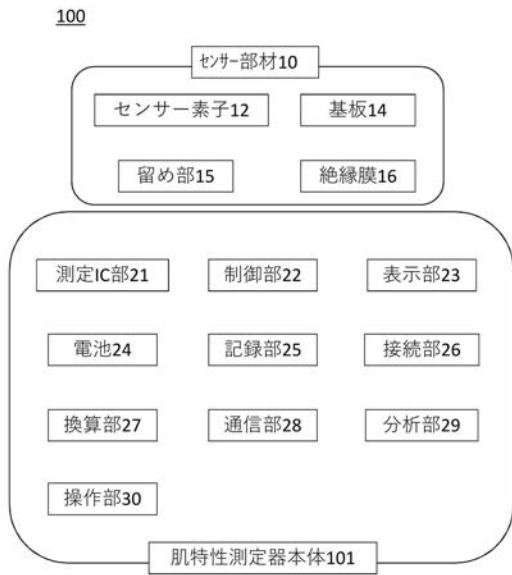 100
ｾﾝｻｰ部材10
センサー素子12 基板14
留め部15 絶縁膜16
測定IC部21 制御部22 表示部23
電池24 記録部25 接続部26
換算部27 通信部28 分析部29
操作部30
肌特性測定器本体101